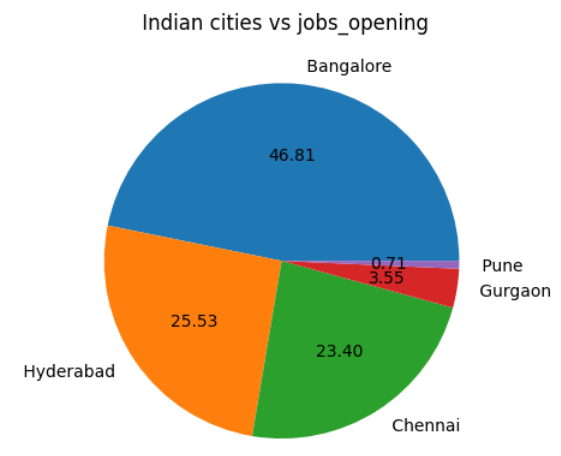 Indian cities vs jobs_opening
Bangalore
46.81
0.71
Pune
3.55
Gurgaon
25.53
23.40
Hyderabad
Chennai